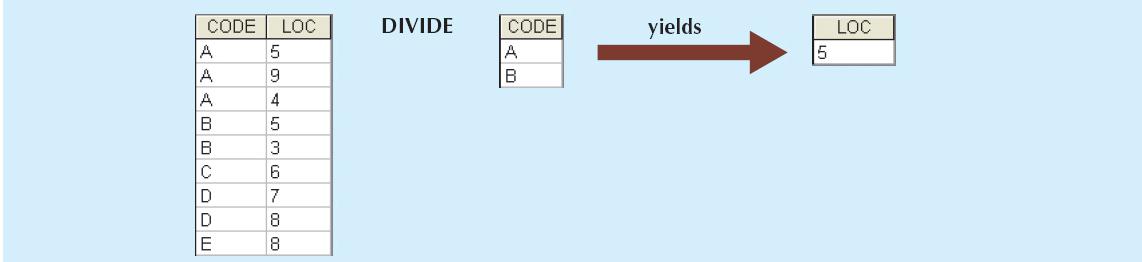 CODE LOC DIVIDE CODE yields LOC
A 5 A 5
A 9 B
A 4
B 5
B 3
C 6
D 7
D 8
E 8